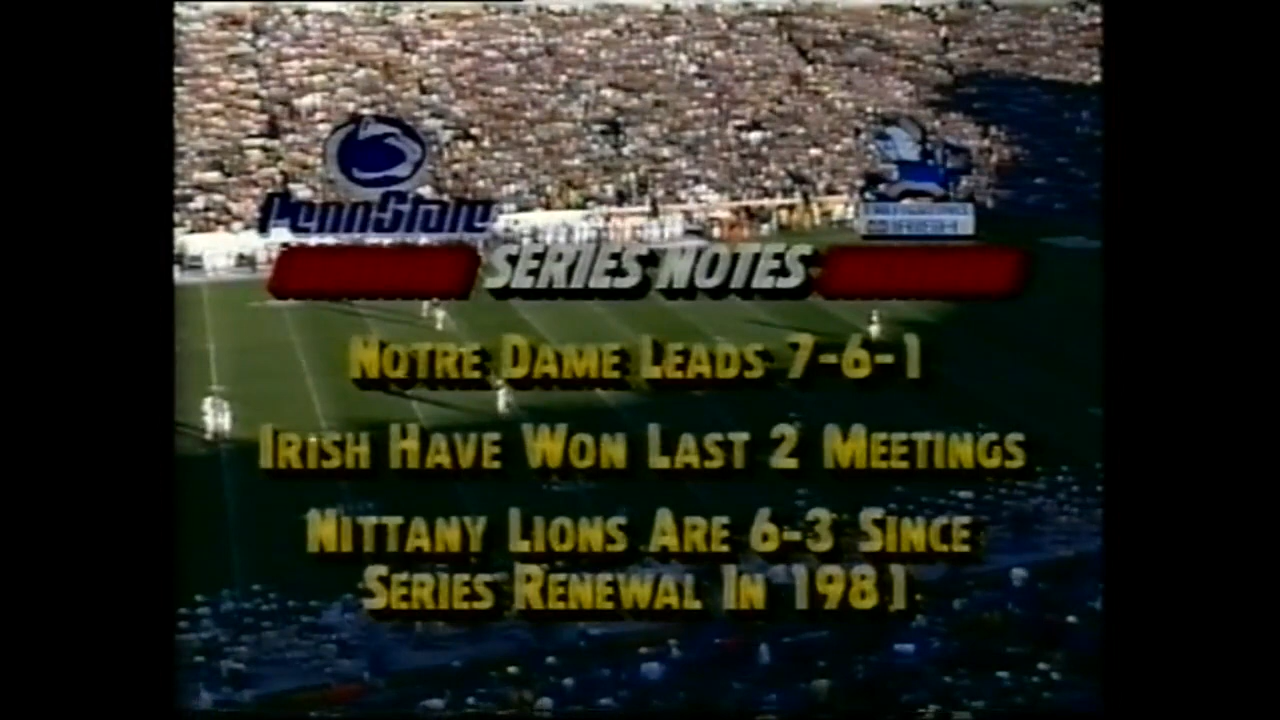 PennState
IRISH
SERIES NOTES
NOTRE DAME LEADS 7-6-1
IRISH HAVE WON LAST 2 MEETINGS
NITTANY LIONS ARE 6-3 SINCE
SERIES RENEWAL IN 1981